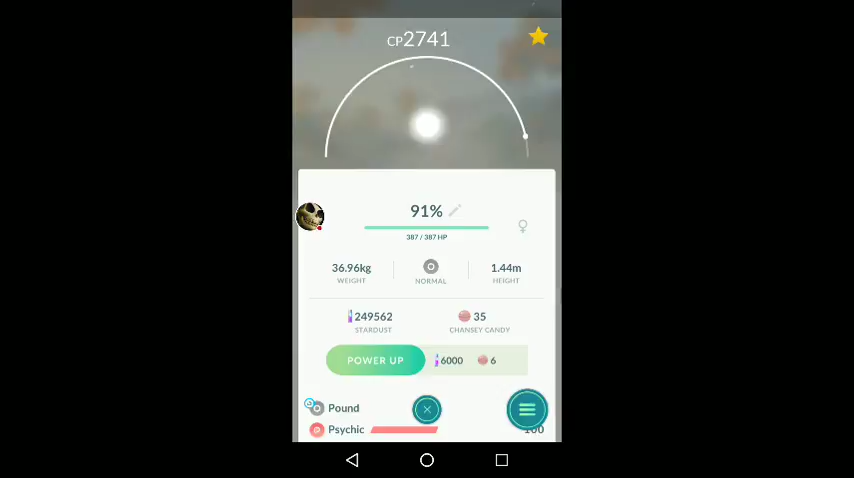 CP2741
91%
387 / 387 HP
36.96kg
WEIGHT
NORMAL
1.44m
HEIGHT
249562
STARDUST
35
CHANSEY CANDY
POWER UP
6000
6
Pound
Psychic
100